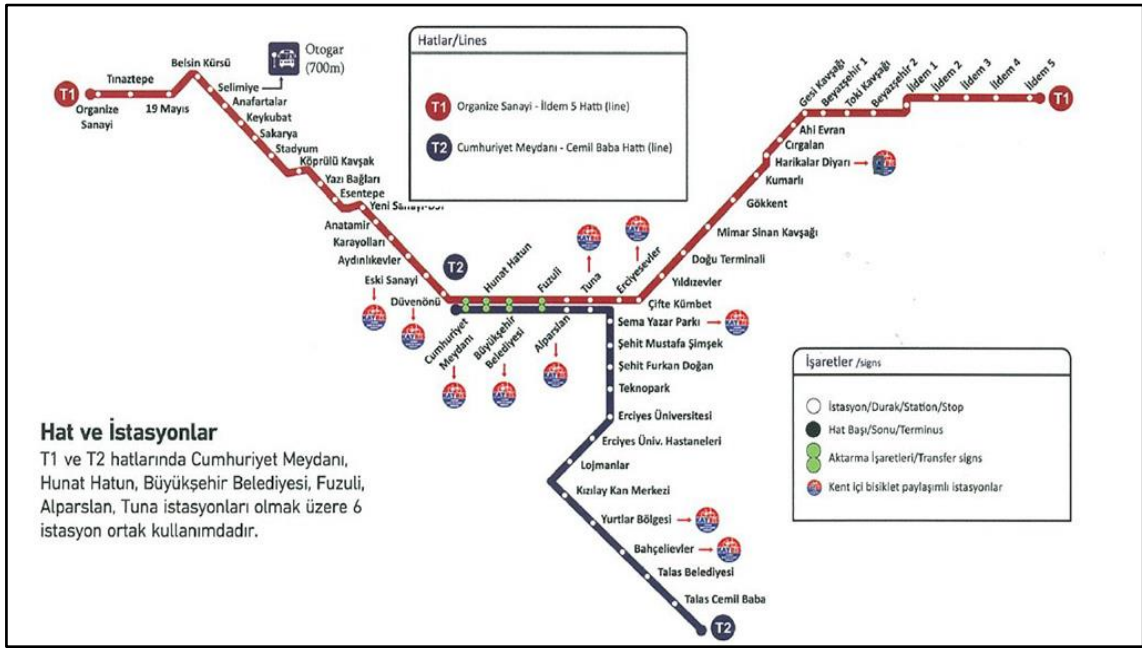 Hatlar/Lines
T1 Organize Sanayi - İldem 5 Hattı (line)
T2 Cumhuriyet Meydanı - Cemil Baba Hattı (line)
Otogar
(700m)
T1
Organize
Sanayi
Tınaztepe
19 Mayıs
Belsin Kürsü
Selimiye
Anafartalar
Keykubat
Sakarya
Stadyum
Köprülü Kavşak
Yazı Bağları
Esentepe
Yeni Sanayi-DSİ
Anatamir
Karayolları
Aydınlıkevler
Eski Sanayi
Düvenönü
T2
Cumhuriyet
Meydanı
Hunat Hatun
Büyükşehir
Belediyesi
Fuzuli
Alparslan
Tuna
Erciyesevler
Çifte Kümbet
Yıldızevler
Doğu Terminali
Mimar Sinan Kavşağı
Gökkent
Kumarlı
Harikalar Diyarı
Cırgalan
Ahi Evran
Gesi Kavşağı
Beyazşehir 1
Toki Kavşağı
Beyazşehir 2
İldem 1
İldem 2
İldem 3
İldem 4
İldem 5
T1
Sema Yazar Parkı
Şehit Mustafa Şimşek
Şehit Furkan Doğan
Teknopark
Erciyes Üniversitesi
Erciyes Üniv. Hastaneleri
Lojmanlar
Kızılay Kan Merkezi
Yurtlar Bölgesi
Bahçelievler
Talas Belediyesi
Talas Cemil Baba
T2
İşaretler /signs
İstasyon/Durak/Station/Stop
Hat Başı/Sonu/Terminus
Aktarma İşaretleri/Transfer signs
Kent içi bisiklet paylaşımlı istasyonlar
Hat ve İstasyonlar
T1 ve T2 hatlarında Cumhuriyet Meydanı,
Hunat Hatun, Büyükşehir Belediyesi, Fuzuli,
Alparslan, Tuna istasyonları olmak üzere 6
istasyon ortak kullanımdadır.